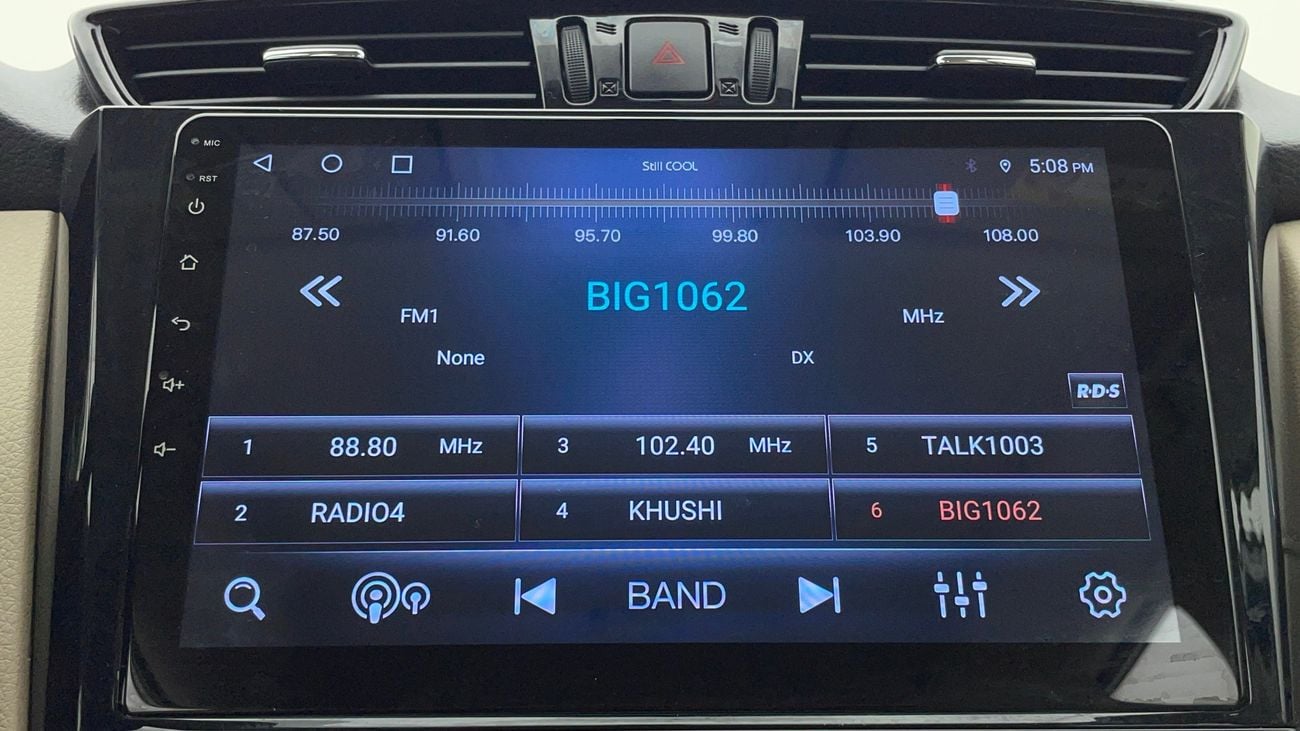 MIC
RST
Still COOL
5:08 PM
87.50 91.60 95.70 99.80 103.90 108.00
BIG1062
FM1 MHz
None DX
R·D·S
1 88.80 MHz 3 102.40 MHz 5 TALK1003
2 RADIO4 4 KHUSHI 6 BIG1062
BAND